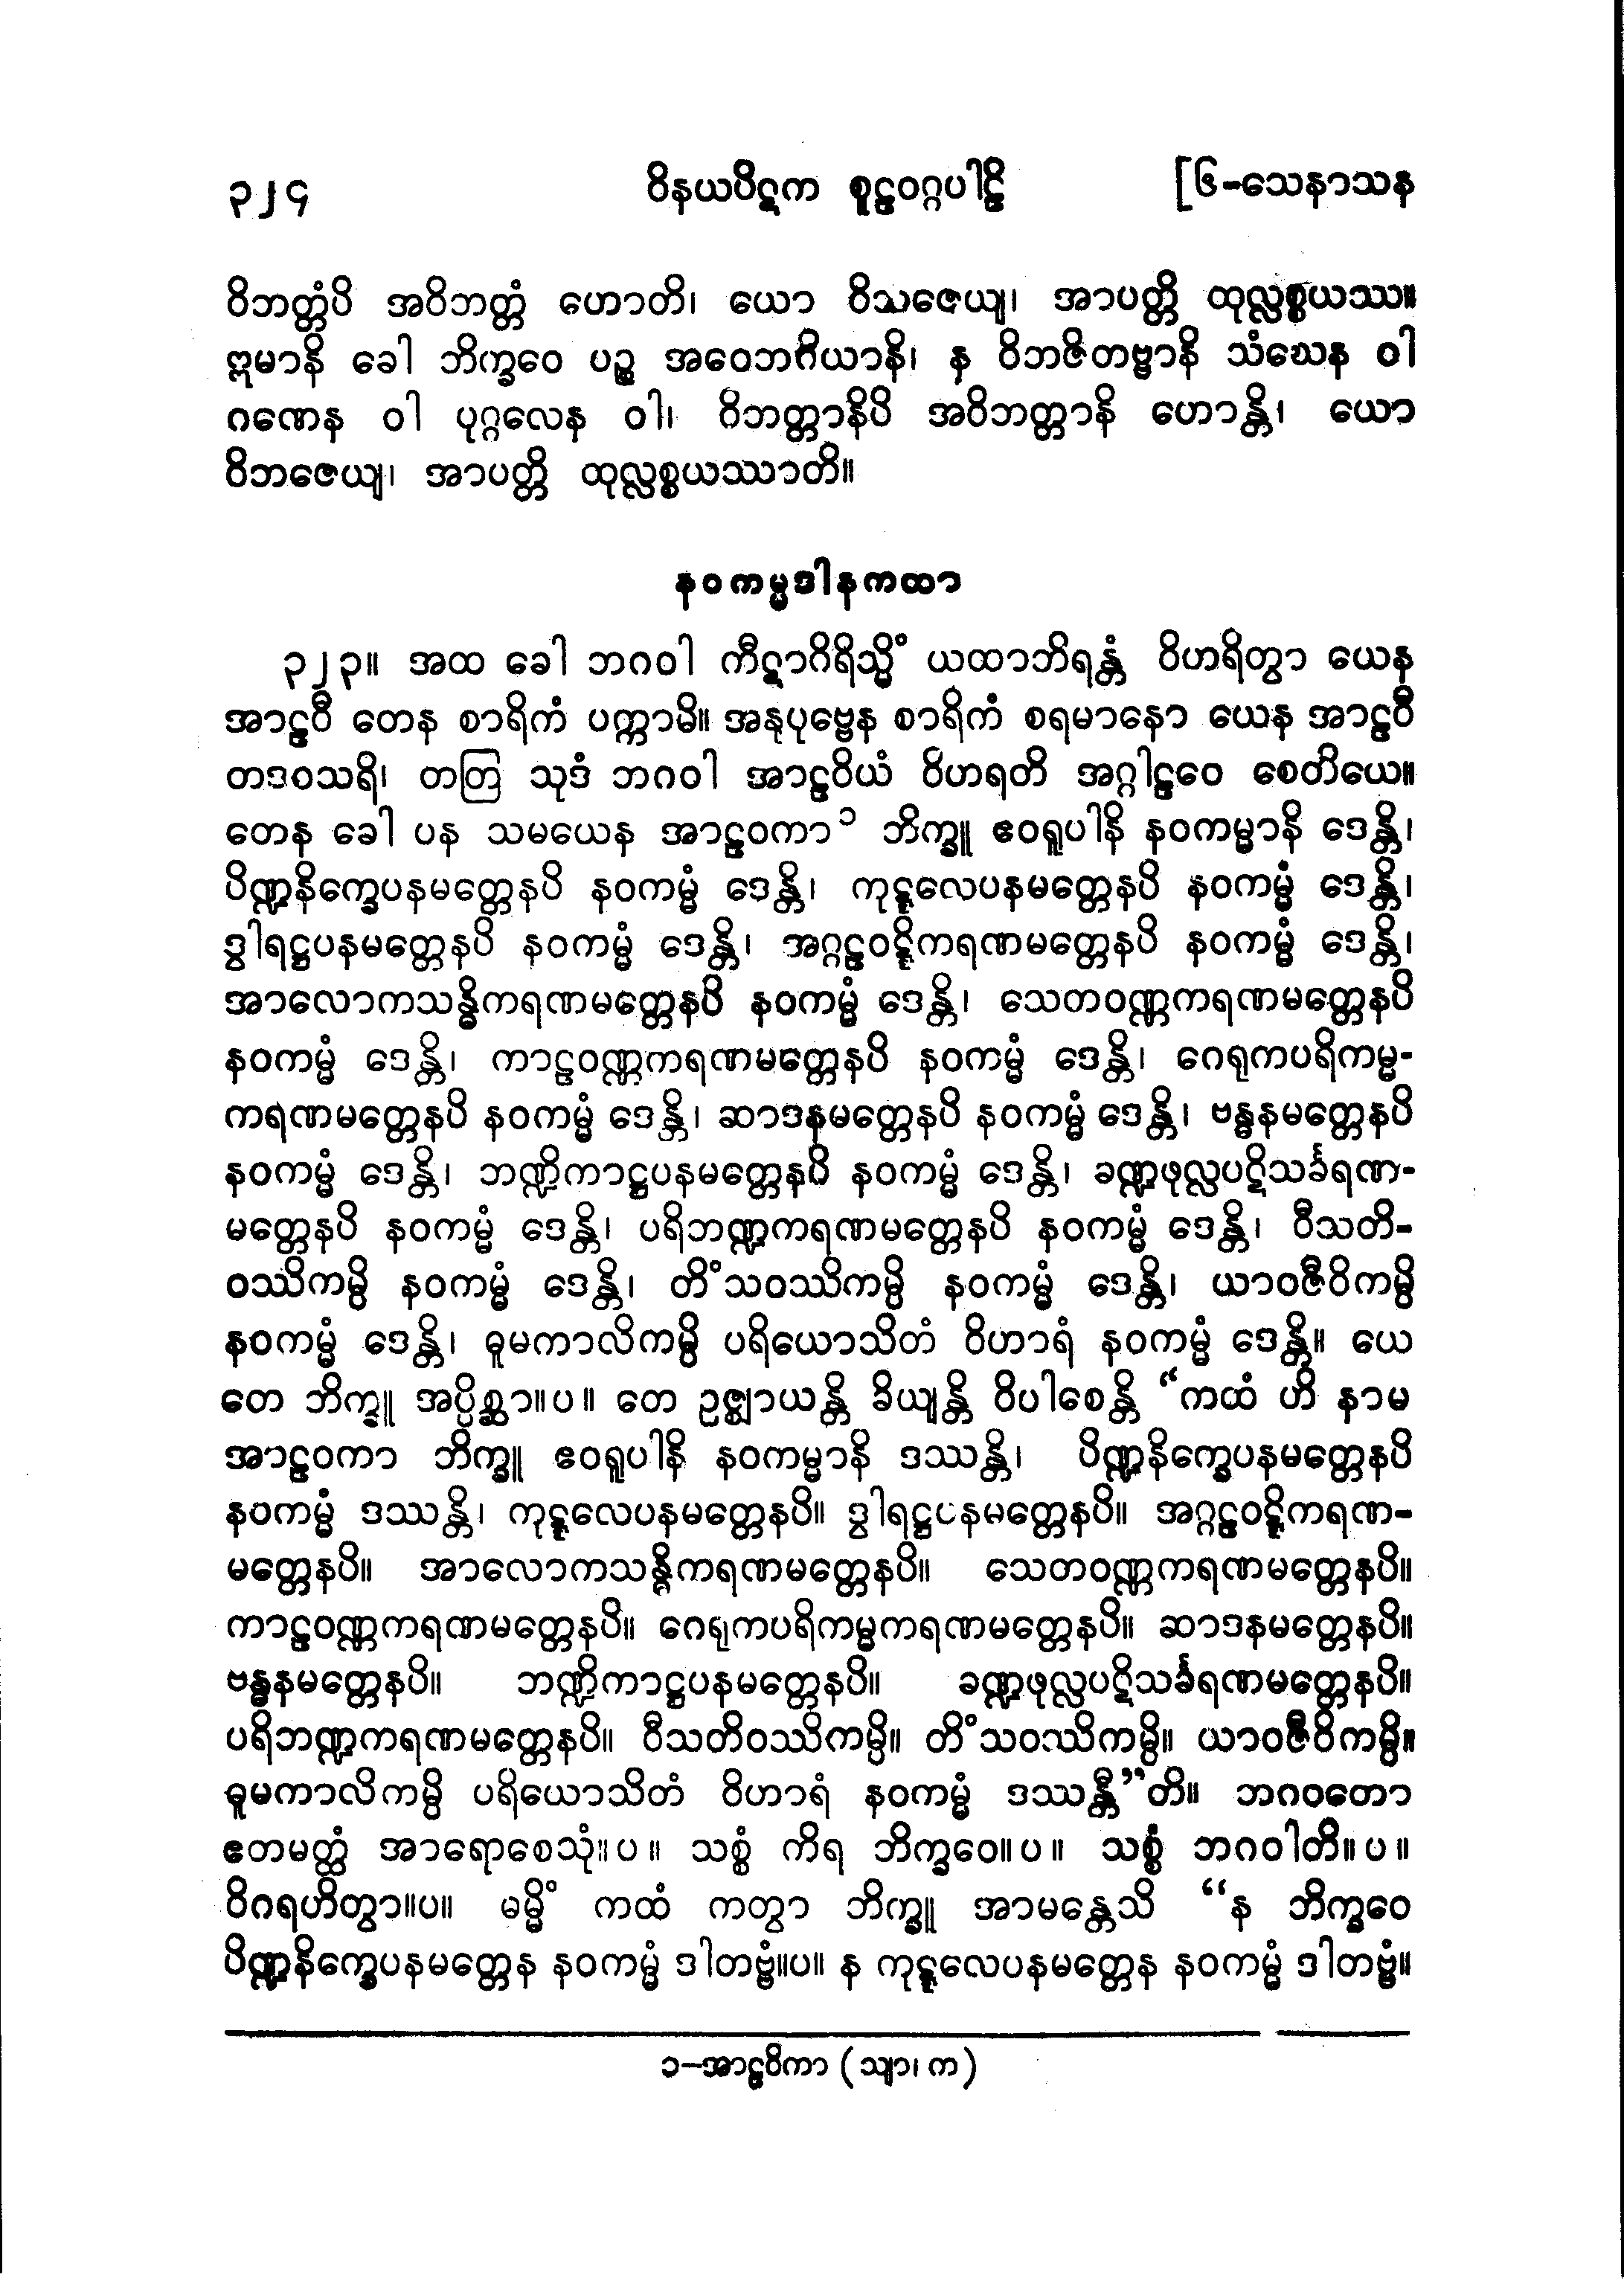 ၃၂၄ ဝိနယပိဋက စူဠဝဂ္ဂပါဠိ [၆-သေနာသန
ဝိဘတ္တံပိ အဝိဘတ္တံ ဟောတိ၊ ယော ဝိသဇေယျ၊ အာပတ္တိ ထုလ္လစ္စယဿ။
ဣမာနိ ခေါ ဘိက္ခဝေ ပဉ္စ အဝေဘင်္ဂိယာနိ၊ န ဝိဘဇိတဗ္ဗာနိ သံဃေန ဝါ
ဂဏေန ဝါ ပုဂ္ဂလေန ဝါ၊ ဝိဘတ္တာနိပိ အဝိဘတ္တာနိ ဟောန္တိ၊ ယော
ဝိဘဇေယျ၊ အာပတ္တိ ထုလ္လစ္စယဿာတိ။
နဝကမ္မဒါနကထာ
၃၂၃။ အထ ခေါ ဘဂဝါ ကီဋာဂိရိသ္မိံ ယထာဘိရန္တံ ဝိဟရိတွာ ယေန
အာဠဝီ တေန စာရိကံ ပက္ကာမိ။ အနုပုဗ္ဗေန စာရိကံ စရမာနော ယေန အာဠဝီ
တဒဝသရိ၊ တတြ သုဒံ ဘဂဝါ အာဠဝိယံ ဝိဟရတိ အဂ္ဂါဠဝေ စေတိယေ။
တေန ခေါ ပန သမယေန အာဠဝကာ ၁ ဘိက္ခူ ဧဝရူပါနိ နဝကမ္မာနိ ဒေန္တိ၊
ပိဏ္ဍနိက္ခေပနမတ္တေနပိ နဝကမ္မံ ဒေန္တိ၊ ကုဋ္ဋလေပနမတ္တေနပိ နဝကမ္မံ ဒေန္တိ၊
ဒွါရဋ္ဌပနမတ္တေနပိ နဝကမ္မံ ဒေန္တိ၊ အဂ္ဂဠဝဋ္ဋိကရဏမတ္တေနပိ နဝကမ္မံ ဒေန္တိ၊
အာလောကသန္ဓိကရဏမတ္တေနပိ နဝကမ္မံ ဒေန္တိ၊ သေတဝဏ္ဏကရဏမတ္တေနပိ
နဝကမ္မံ ဒေန္တိ၊ ကာဠဝဏ္ဏကရဏမတ္တေနပိ နဝကမ္မံ ဒေန္တိ၊ ဂေရုကပရိကမ္မ-
ကရဏမတ္တေနပိ နဝကမ္မံ ဒေန္တိ၊ ဆာဒနမတ္တေနပိ နဝကမ္မံ ဒေန္တိ၊ ဗန္ဓနမတ္တေနပိ
နဝကမ္မံ ဒေန္တိ၊ ဘဏ္ဍိကာဋ္ဌပနမတ္တေနပိ နဝကမ္မံ ဒေန္တိ၊ ခဏ္ဍဖုလ္လပဋိသင်္ခရဏ-
မတ္တေနပိ နဝကမ္မံ ဒေန္တိ၊ ပရိဘဏ္ဍကရဏမတ္တေနပိ နဝကမ္မံ ဒေန္တိ၊ ဝီသတိ-
ဝဿိကမ္ပိ နဝကမ္မံ ဒေန္တိ၊ တိံသဝဿိကမ္ပိ နဝကမ္မံ ဒေန္တိ၊ ယာဝဇီဝိကမ္ပိ
နဝကမ္မံ ဒေန္တိ၊ ဓူမကာလိကမ္ပိ ပရိယောသိတံ ဝိဟာရံ နဝကမ္မံ ဒေန္တိ။ ယေ
တေ ဘိက္ခူ အပ္ပိစ္ဆာ။ပ။ တေ ဥဇ္ဈာယန္တိ ခိယျန္တိ ဝိပါစေန္တိ “ကထံ ဟိ နာမ
အာဠဝကာ ဘိက္ခူ ဧဝရူပါနိ နဝကမ္မာနိ ဒဿန္တိ၊ ပိဏ္ဍနိက္ခေပနမတ္တေနပိ
နဝကမ္မံ ဒဿန္တိ၊ ကုဋ္ဋလေပနမတ္တေနပိ။ ဒွါရဋ္ဌပနမတ္တေနပိ။ အဂ္ဂဠဝဋ္ဋိကရဏ-
မတ္တေနပိ။ အာလောကသန္ဓိကရဏမတ္တေနပိ။ သေတဝဏ္ဏကရဏမတ္တေနပိ။
ကာဠဝဏ္ဏကရဏမတ္တေနပိ။ ဂေရုကပရိကမ္မကရဏမတ္တေနပိ။ ဆာဒနမတ္တေနပိ။
ဗန္ဓနမတ္တေနပိ။ ဘဏ္ဍိကာဋ္ဌပနမတ္တေနပိ။ ခဏ္ဍဖုလ္လပဋိသင်္ခရဏမတ္တေနပိ။
ပရိဘဏ္ဍကရဏမတ္တေနပိ။ ဝီသတိဝဿိကမ္ပိ။ တိံသဝဿိကမ္ပိ။ ယာဝဇီဝိကမ္ပိ။
ဓူမကာလိကမ္ပိ ပရိယောသိတံ ဝိဟာရံ နဝကမ္မံ ဒဿန္တီ”တိ။ ဘဂဝတော
ဧတမတ္ထံ အာရောစေသုံ။ပ။ သစ္စံ ကိရ ဘိက္ခဝေ။ပ။ သစ္စံ ဘဂဝါတိ။ပ။
ဝိဂရဟိတွာ။ပ။ ဓမ္မိံ ကထံ ကတွာ ဘိက္ခူ အာမန္တေသိ “န ဘိက္ခဝေ
ပိဏ္ဍနိက္ခေပနမတ္တေန နဝကမ္မံ ဒါတဗ္ဗံ။ပ။ န ကုဋ္ဋလေပနမတ္တေန နဝကမ္မံ ဒါတဗ္ဗံ။
၁-အာဠဝိကာ (သျာ၊ က)